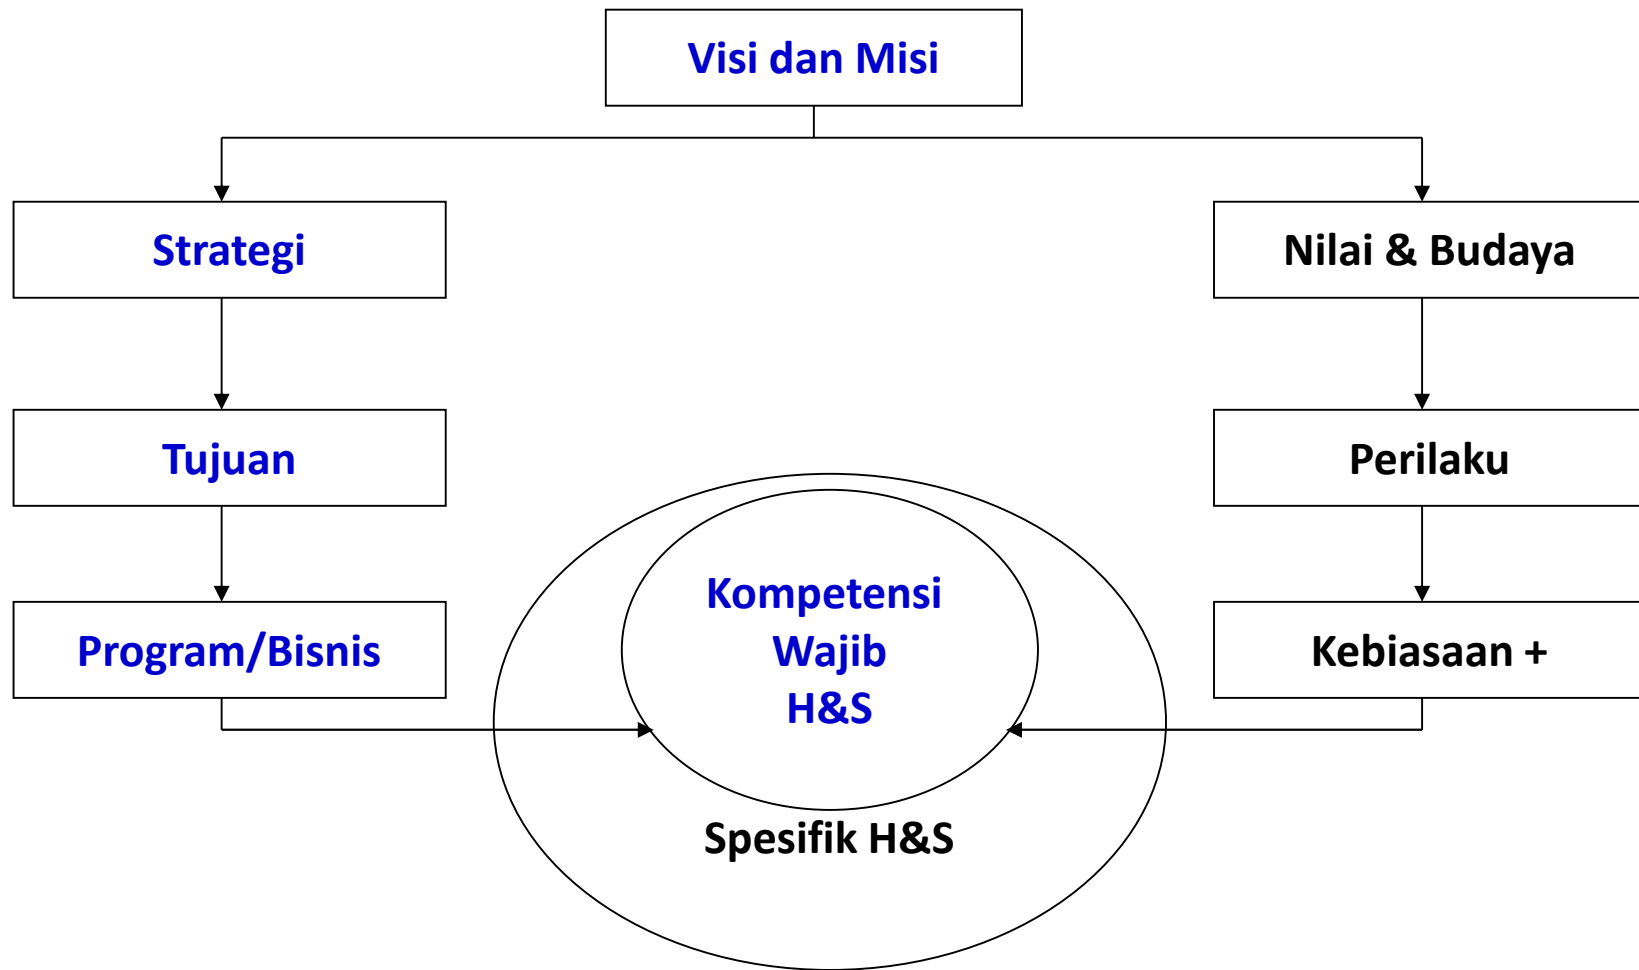 Visi dan Misi
Strategi
Nilai & Budaya
Tujuan
Perilaku
Kompetensi
Wajib
H&S
Program/Bisnis
Kebiasaan +
Spesifik H&S